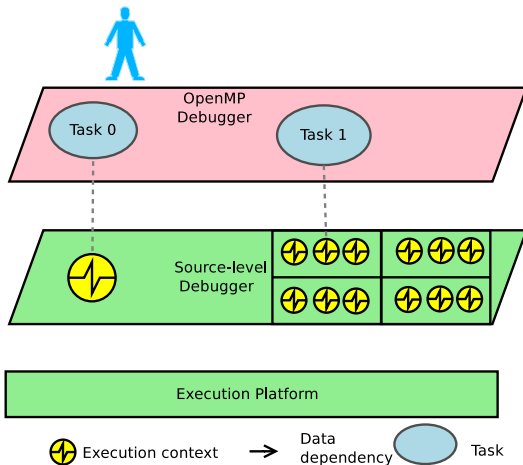 OpenMP
Debugger
Task 0
Task 1
Source-level
Debugger
Execution Platform
Execution context
Data
dependency
Task